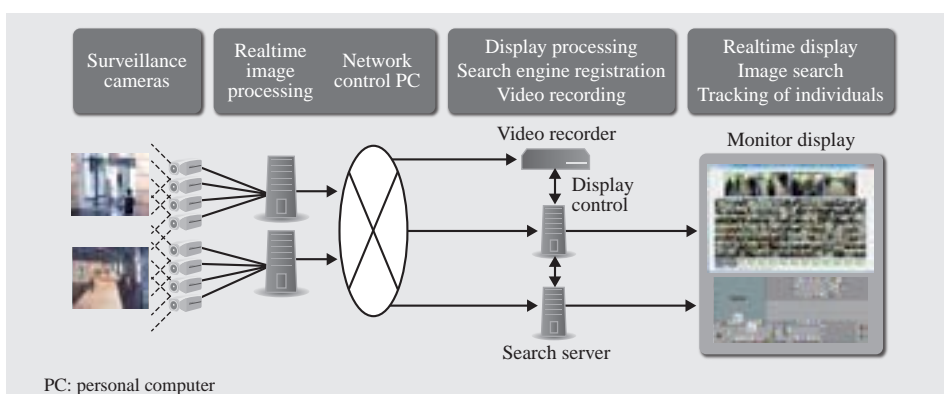 Surveillance
cameras
Realtime
image
processing
Network
control PC
Display processing
Search engine registration
Video recording
Realtime display
Image search
Tracking of individuals
Video recorder
Monitor display
Display
control
Search server
PC: personal computer